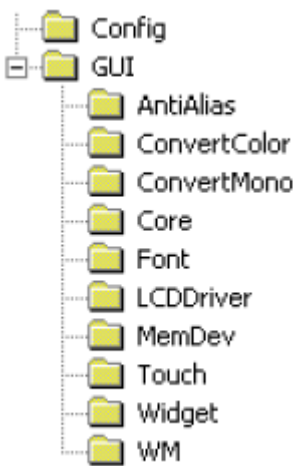 Config
GUI
AntiAlias
ConvertColor
ConvertMono
Core
Font
LCDDriver
MemDev
Touch
Widget
WM